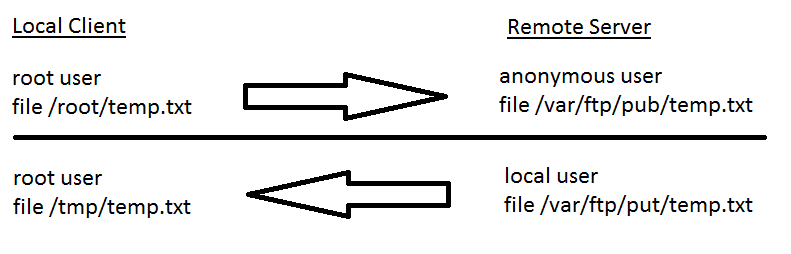 Local Client
Remote Server
root user
file /root/temp.txt
anonymous user
file /var/ftp/pub/temp.txt
root user
file /tmp/temp.txt
local user
file /var/ftp/put/temp.txt